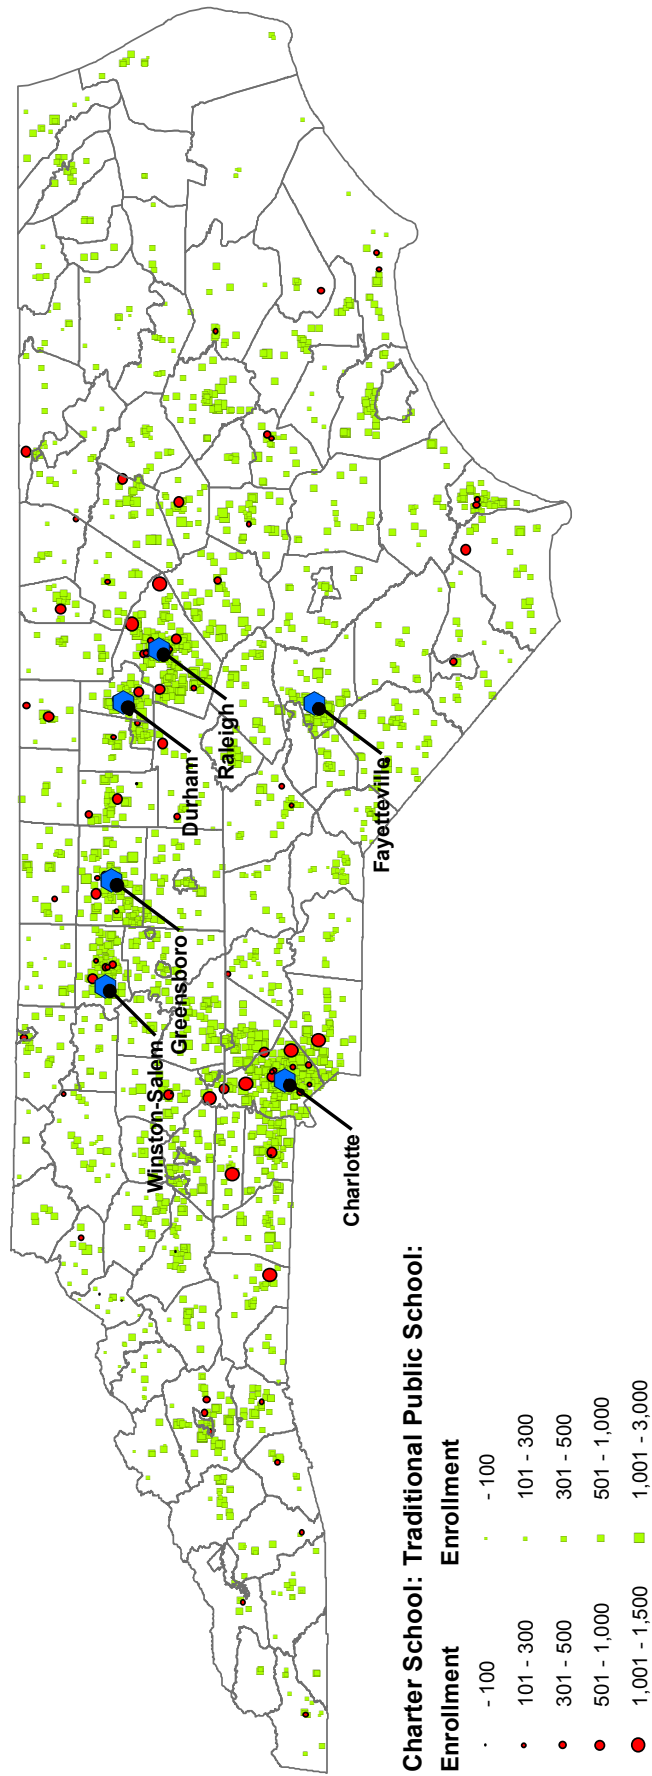 Winston-Salem
Greensboro
Durham
Raleigh
Charlotte
Fayetteville
Charter School: Traditional Public School:
Enrollment Enrollment
- 100 - 100
101 - 300 101 - 300
301 - 500 301 - 500
501 - 1,000 501 - 1,000
1,001 - 1,500 1,001 - 3,000